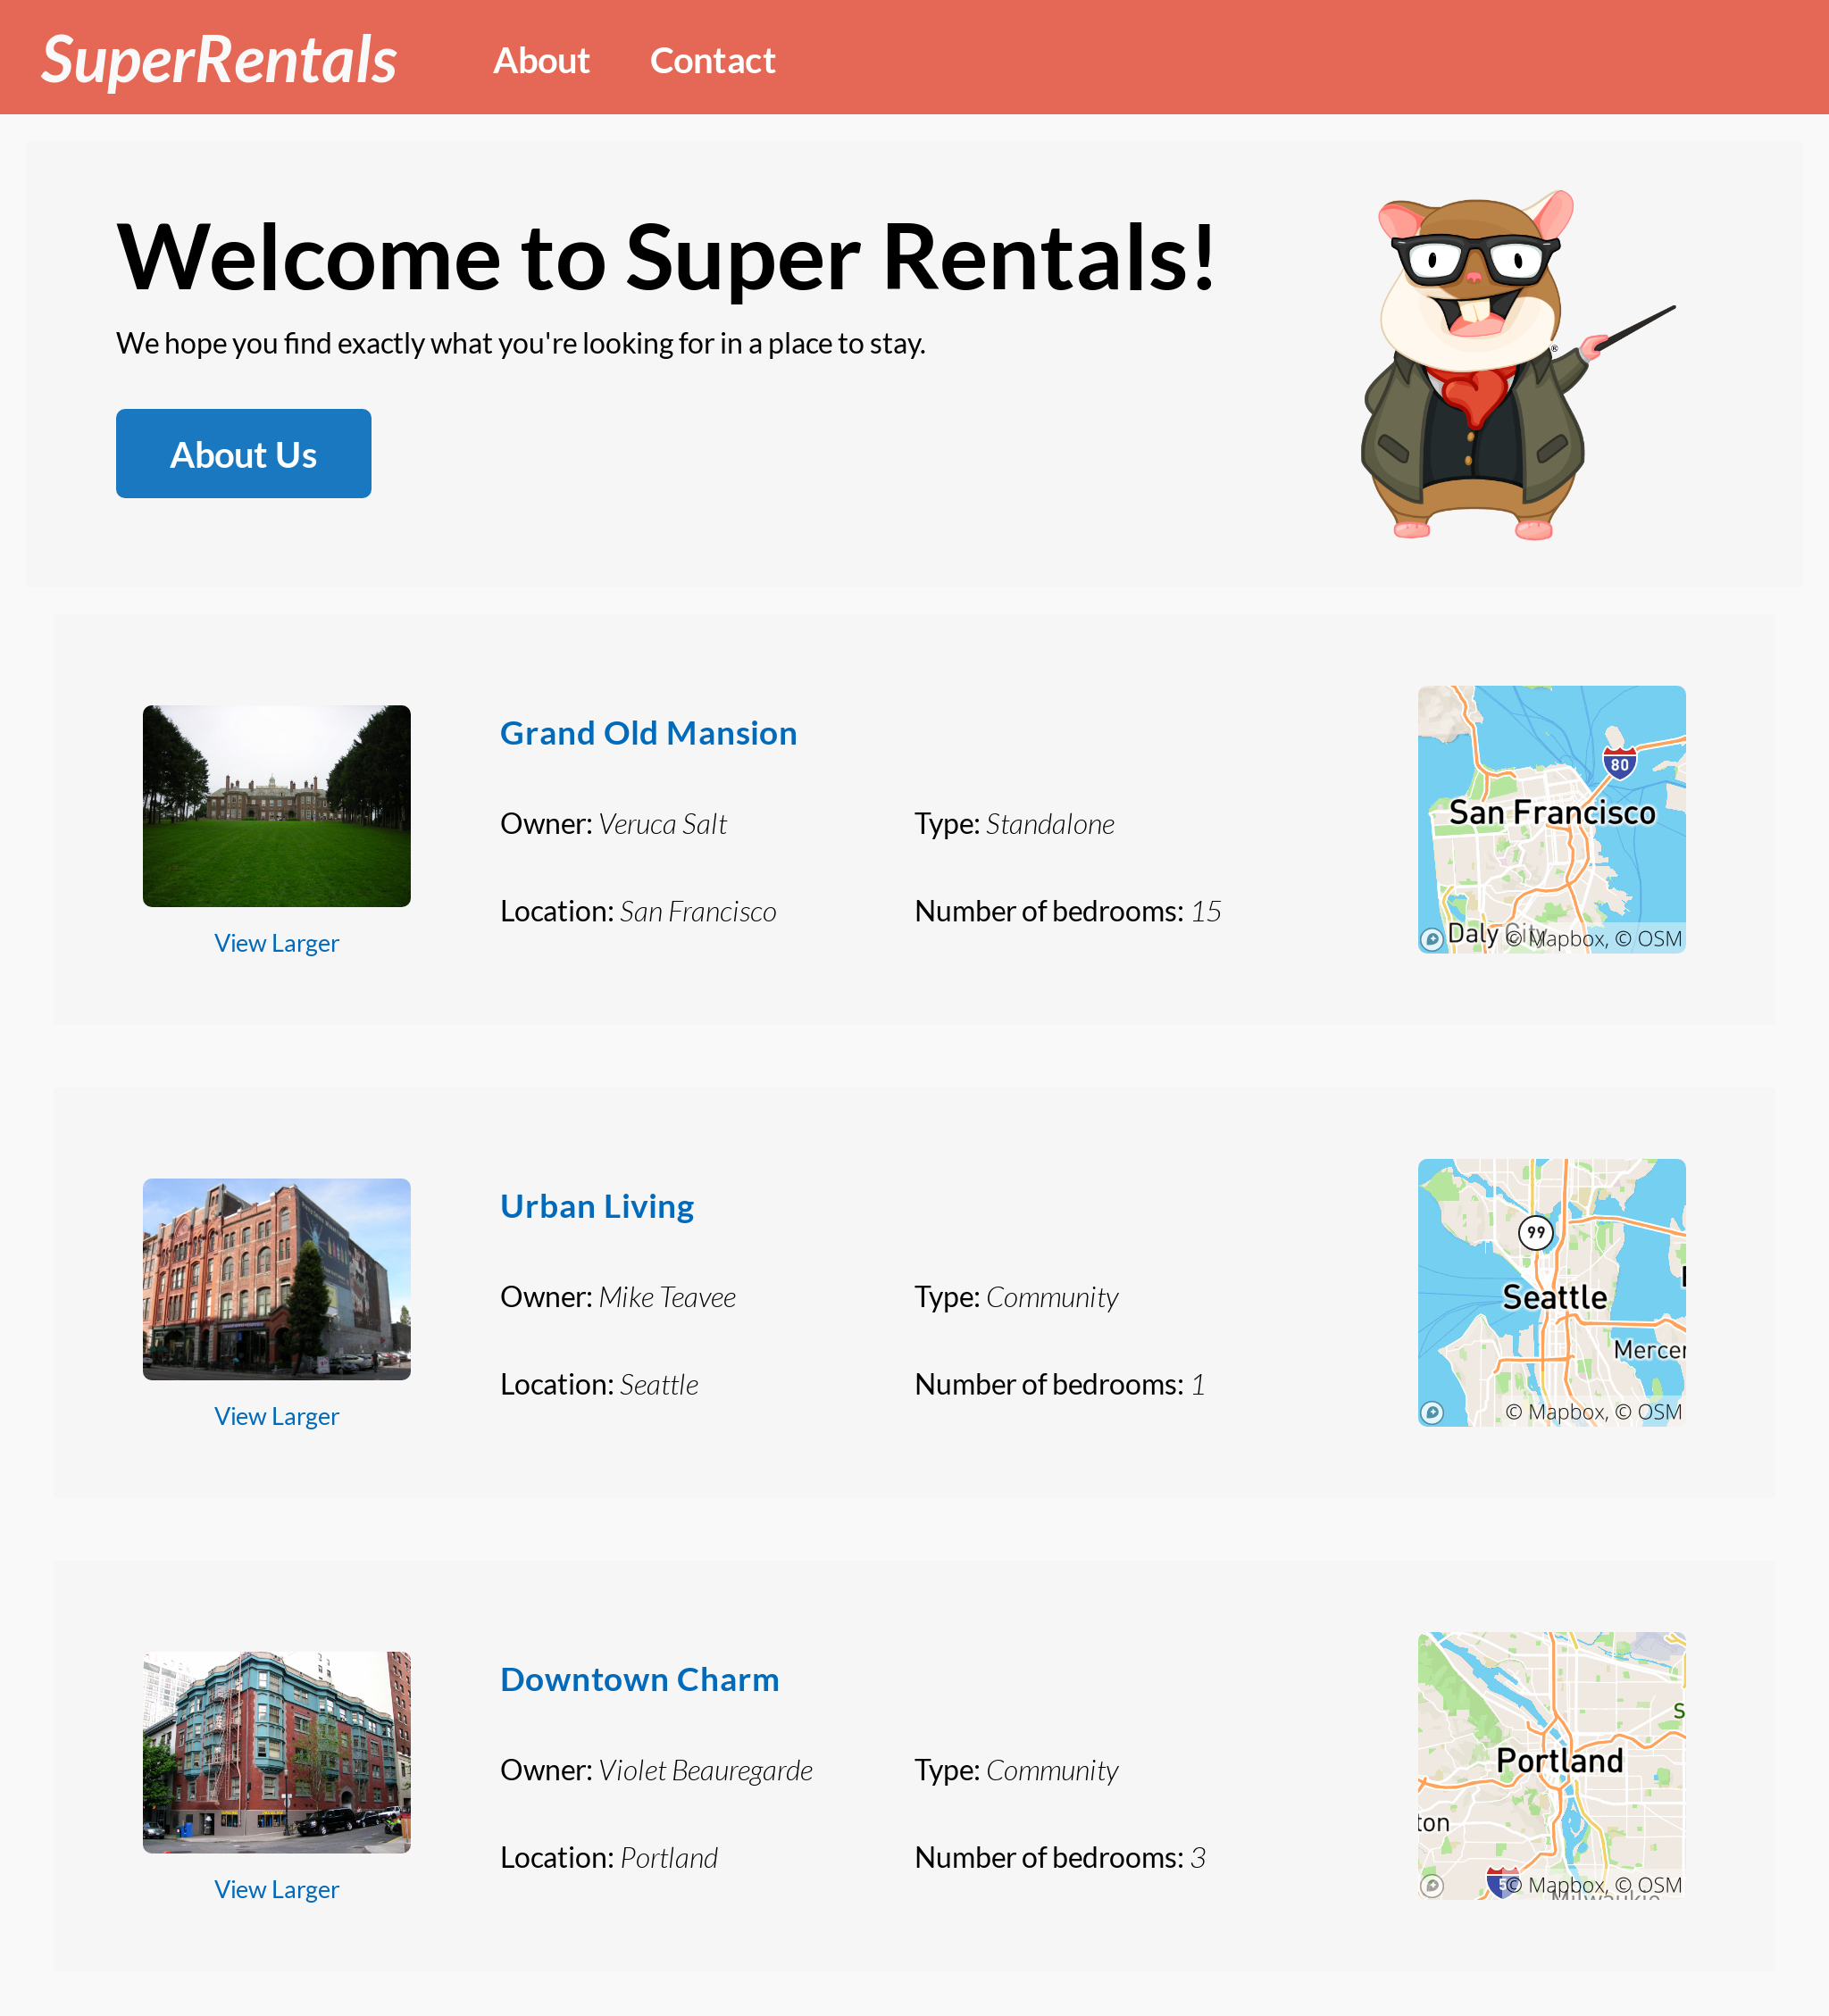 SuperRentals
About
Contact
Welcome to Super Rentals!
We hope you find exactly what you're looking for in a place to stay.
About Us
®
View Larger
Grand Old Mansion
Owner: Veruca Salt
Type: Standalone
Location: San Francisco
Number of bedrooms: 15
80
San Francisco
Daly City
© Mapbox, © OSM
View Larger
Urban Living
Owner: Mike Teavee
Type: Community
Location: Seattle
Number of bedrooms: 1
99
Seattle
Mercer
© Mapbox, © OSM
View Larger
Downtown Charm
Owner: Violet Beauregarde
Type: Community
Location: Portland
Number of bedrooms: 3
S
Portland
ton
5
© Mapbox, © OSM
Milwaukie